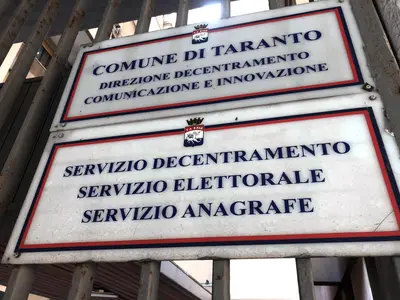 COMUNE DI TARANTO
DIREZIONE DECENTRAMENTO
COMUNICAZIONE E INNOVAZIONE
SERVIZIO DECENTRAMENTO
SERVIZIO ELETTORALE
SERVIZIO ANAGRAFE